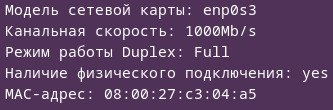 Модель сетевой карты: enp0s3
Канальная скорость: 1000Mb/s
Режим работы Duplex: Full
Наличие физического подключения: yes
MAC-адрес: 08:00:27:c3:04:a5